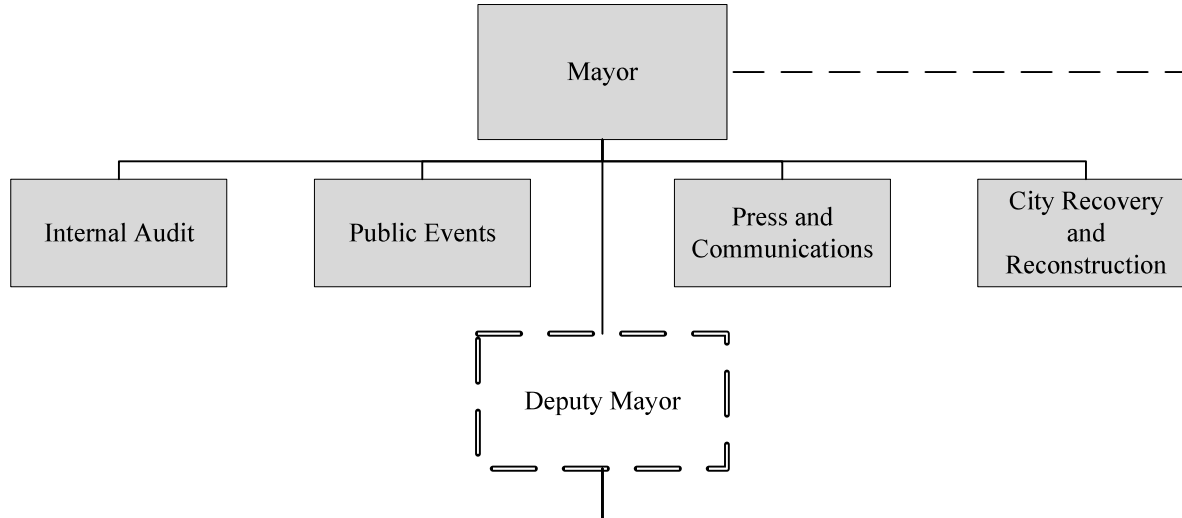 Mayor
Internal Audit
Public Events
Press and
Communications
City Recovery
and
Reconstruction
Deputy Mayor